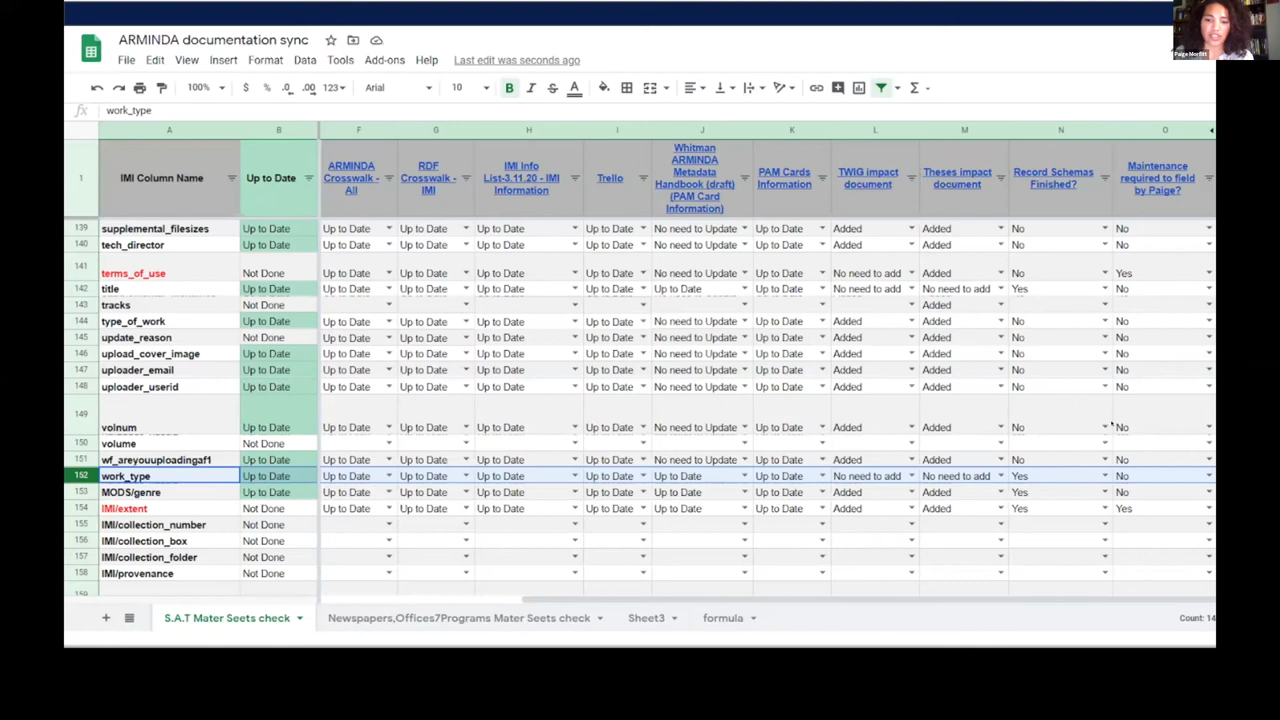 Paige Morfitt
ARMINDA documentation sync
File Edit View Insert Format Data Tools Add-ons Help Last edit was seconds ago
100% $ % .0 .00 123 Arial 10 B I S A Σ
fx work_type
A B F G H I J K L M N O
1 IMI Column Name Up to Date ARMINDA Crosswalk - All RDF Crosswalk - IMI IMI Info List-3.11.20 - IMI Information Trello Whitman ARMINDA Metadata Handbook (draft) (PAM Card Information) PAM Cards Information TWIG impact document Theses impact document Record Schemas Finished? Maintenance required to field by Paige?
139 supplemental_filesizes Up to Date Up to Date Up to Date Up to Date Up to Date No need to Update Up to Date Added Added No No
140 tech_director Up to Date Up to Date Up to Date Up to Date Up to Date No need to Update Up to Date Added Added No No
141 terms_of_use Not Done Up to Date Up to Date Up to Date Up to Date No need to Update Up to Date No need to add Added No Yes
142 title Up to Date Up to Date Up to Date Up to Date Up to Date Up to Date Up to Date No need to add No need to add Yes No
143 tracks Not Done Added
144 type_of_work Up to Date Up to Date Up to Date Up to Date Up to Date No need to Update Up to Date Added Added No No
145 update_reason Not Done Up to Date Up to Date Up to Date Up to Date No need to Update Up to Date Added Added No No
146 upload_cover_image Up to Date Up to Date Up to Date Up to Date Up to Date No need to Update Up to Date Added Added No No
147 uploader_email Up to Date Up to Date Up to Date Up to Date Up to Date No need to Update Up to Date Added Added No No
148 uploader_userid Up to Date Up to Date Up to Date Up to Date Up to Date No need to Update Up to Date Added Added No No
149 volnum Up to Date Up to Date Up to Date Up to Date Up to Date No need to Update Up to Date Added Added No No
150 volume Not Done
151 wf_areyouuploadingaf1 Up to Date Up to Date Up to Date Up to Date Up to Date No need to Update Up to Date Added Added No No
152 work_type Up to Date Up to Date Up to Date Up to Date Up to Date Up to Date Up to Date No need to add No need to add Yes No
153 MODS/genre Up to Date Up to Date Up to Date Up to Date Up to Date Up to Date Up to Date Added Added Yes No
154 IMI/extent Not Done Up to Date Up to Date Up to Date Up to Date Up to Date Up to Date Added Added Yes Yes
155 IMI/collection_number Not Done
156 IMI/collection_box Not Done
157 IMI/collection_folder Not Done
158 IMI/provenance Not Done
159
+ S.A.T Mater Seets check Newspapers,Offices7Programs Mater Seets check Sheet3 formula Count: 14